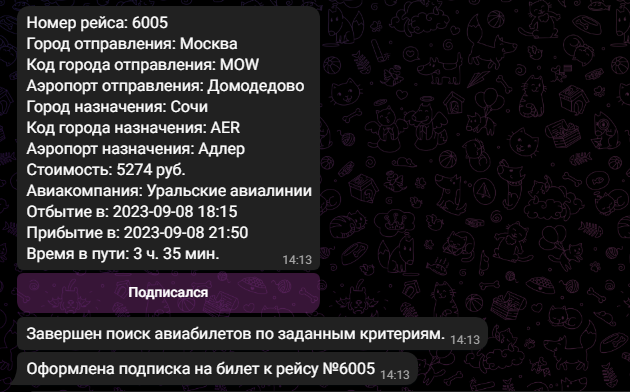 Номер рейса: 6005
Город отправления: Москва
Код города отправления: MOW
Аэропорт отправления: Домодедово
Город назначения: Сочи
Код города назначения: AER
Аэропорт назначения: Адлер
Стоимость: 5274 руб.
Авиакомпания: Уральские авиалинии
Отбытие в: 2023-09-08 18:15
Прибытие в: 2023-09-08 21:50
Время в пути: 3 ч. 35 мин.
14:13
Подписался
Завершен поиск авиабилетов по заданным критериям. 14:13
Оформлена подписка на билет к рейсу №6005 14:13